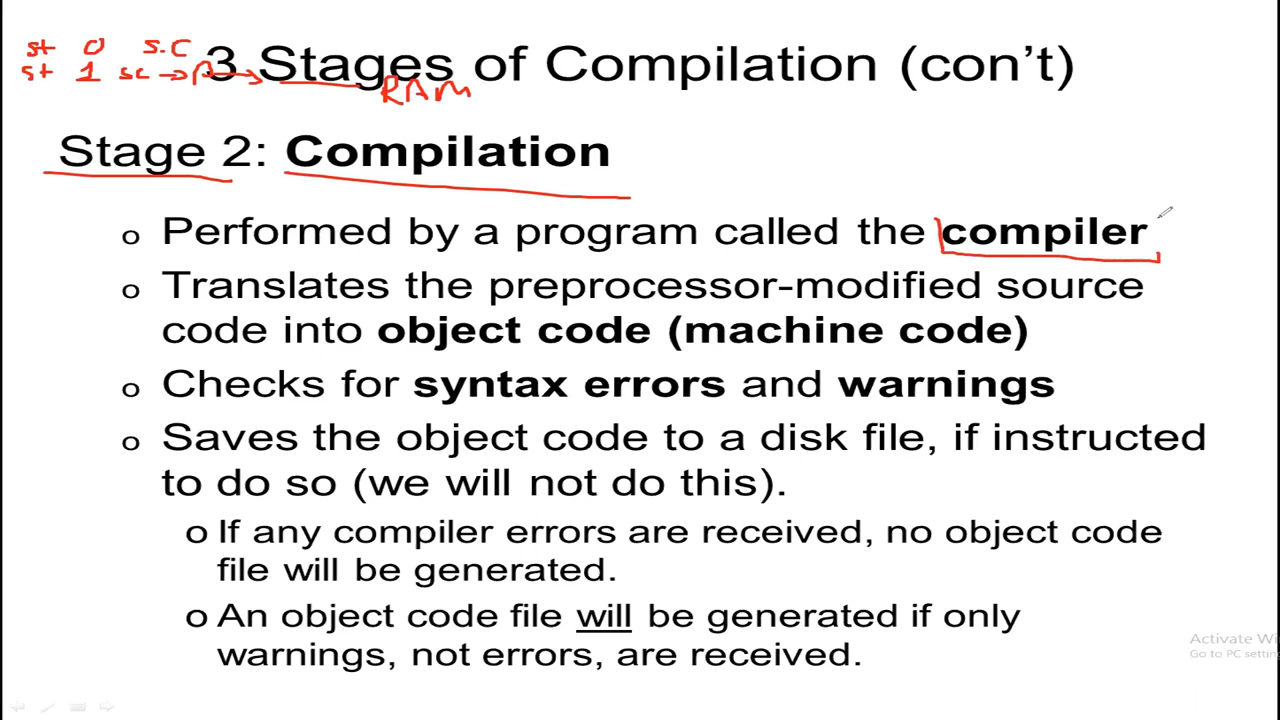 st 0 S.C
st 1 sc → →
3 Stages of Compilation (con't)
RAM
Stage 2: Compilation
o Performed by a program called the compiler
o Translates the preprocessor-modified source
code into object code (machine code)
o Checks for syntax errors and warnings
o Saves the object code to a disk file, if instructed
to do so (we will not do this).
o If any compiler errors are received, no object code
file will be generated.
o An object code file will be generated if only
warnings, not errors, are received.
Activate Wi
Go to PC setting